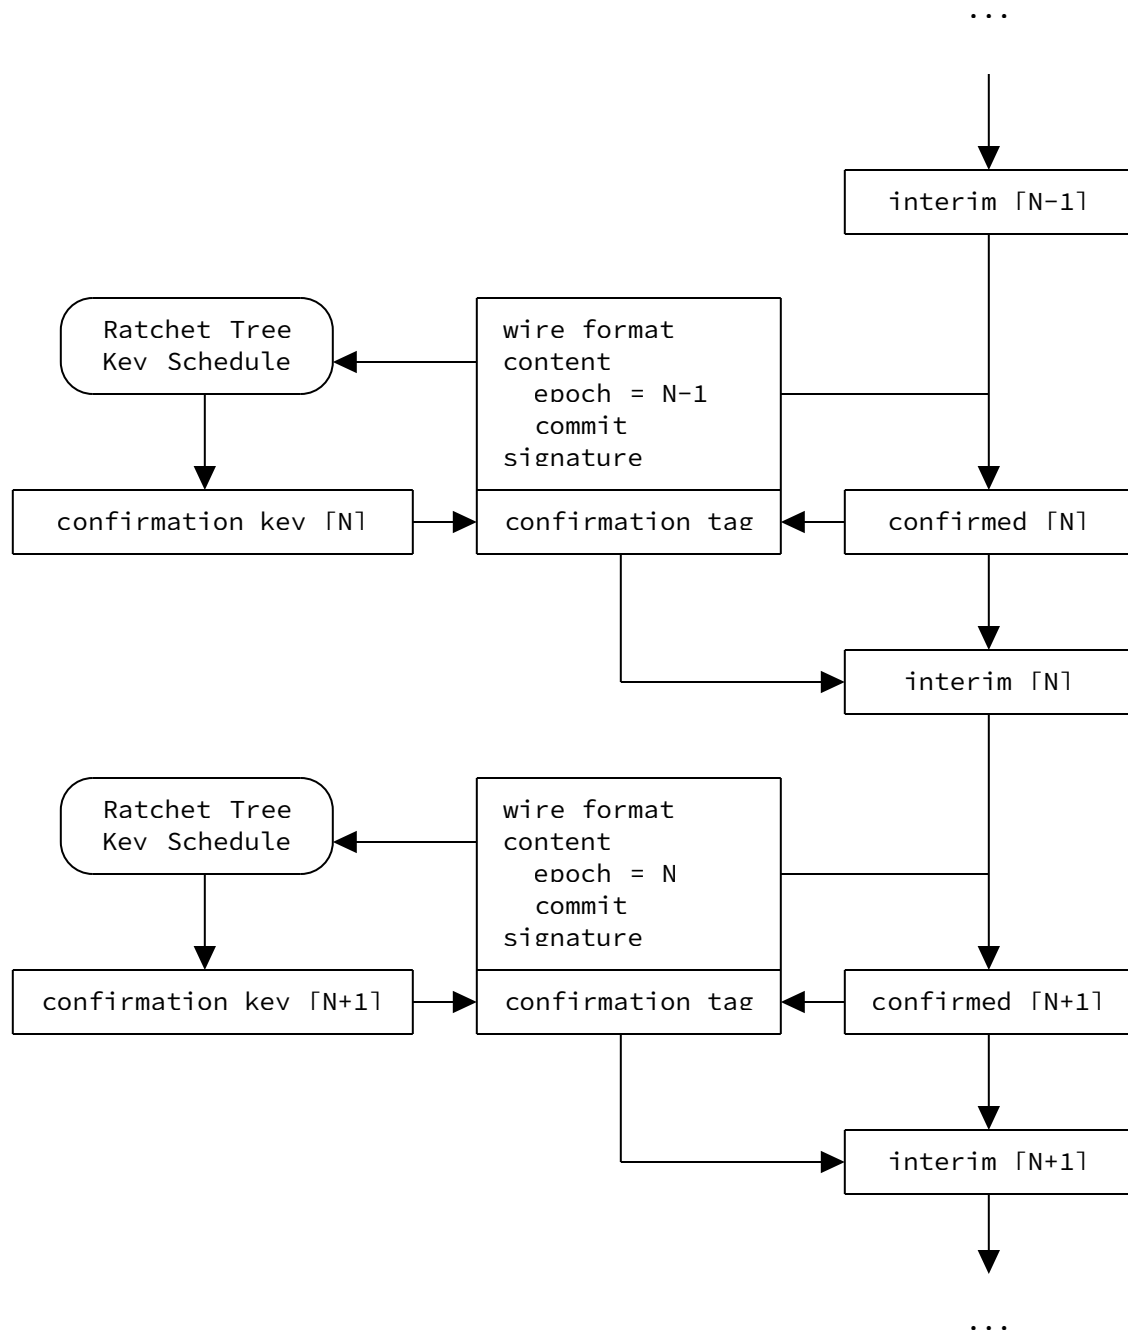 ...
interim [N-1]
Ratchet Tree
Key Schedule
wire format
content
epoch = N-1
commit
signature
confirmation key [N]
confirmation tag
confirmed [N]
interim [N]
Ratchet Tree
Key Schedule
wire format
content
epoch = N
commit
signature
confirmation key [N+1]
confirmation tag
confirmed [N+1]
interim [N+1]
...